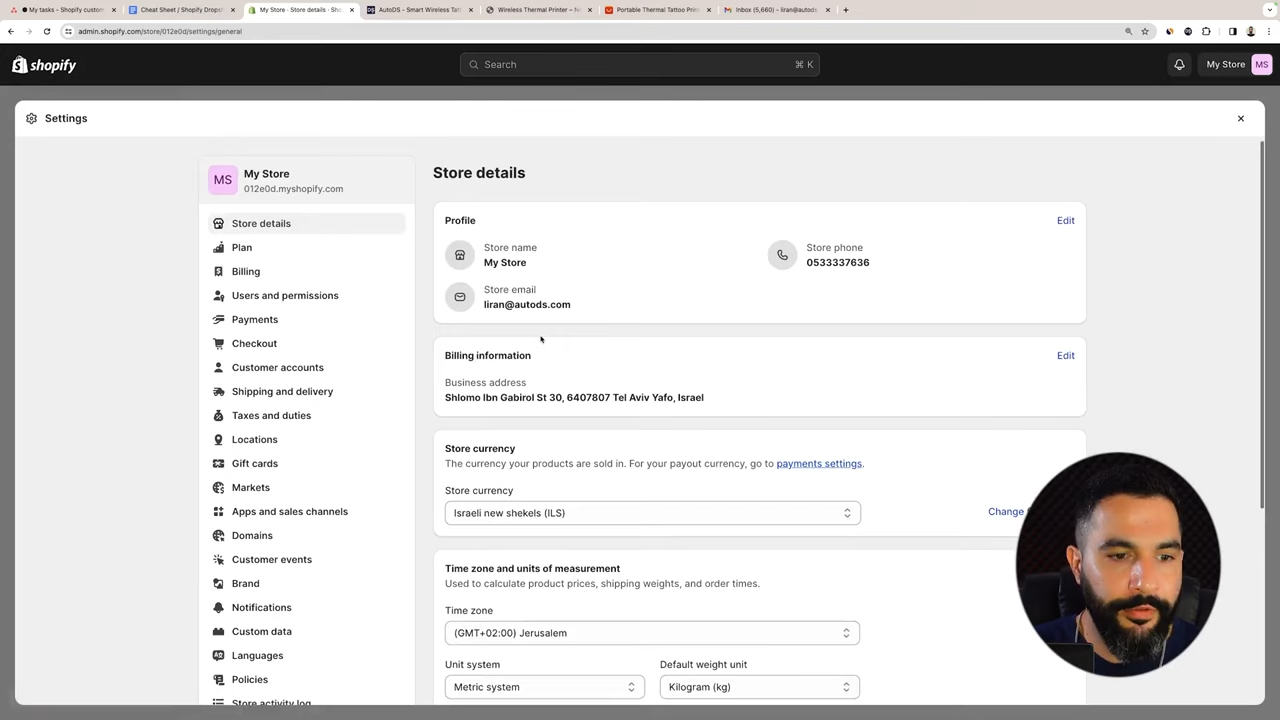 My tasks - Shopify custom
Cheat Sheet / Shopify Dropsh
My Store · Store details · Sho
AutoDS - Smart Wireless Tat
Wireless Thermal Printer – N
Portable Thermal Tattoo Prin
Inbox (5,660) - liran@autods
admin.shopify.com/store/012e0d/settings/general
shopify
Search
⌘ K
My Store
MS
Settings
MS
My Store
012e0d.myshopify.com
Store details
Plan
Billing
Users and permissions
Payments
Checkout
Customer accounts
Shipping and delivery
Taxes and duties
Locations
Gift cards
Markets
Apps and sales channels
Domains
Customer events
Brand
Notifications
Custom data
Languages
Policies
Store activity log
Store details
Profile
Edit
Store name
My Store
Store phone
0533337636
Store email
liran@autods.com
Billing information
Edit
Business address
Shlomo Ibn Gabirol St 30, 6407807 Tel Aviv Yafo, Israel
Store currency
The currency your products are sold in. For your payout currency, go to payments settings.
Store currency
Israeli new shekels (ILS)
Change
Time zone and units of measurement
Used to calculate product prices, shipping weights, and order times.
Time zone
(GMT+02:00) Jerusalem
Unit system
Default weight unit
Metric system
Kilogram (kg)